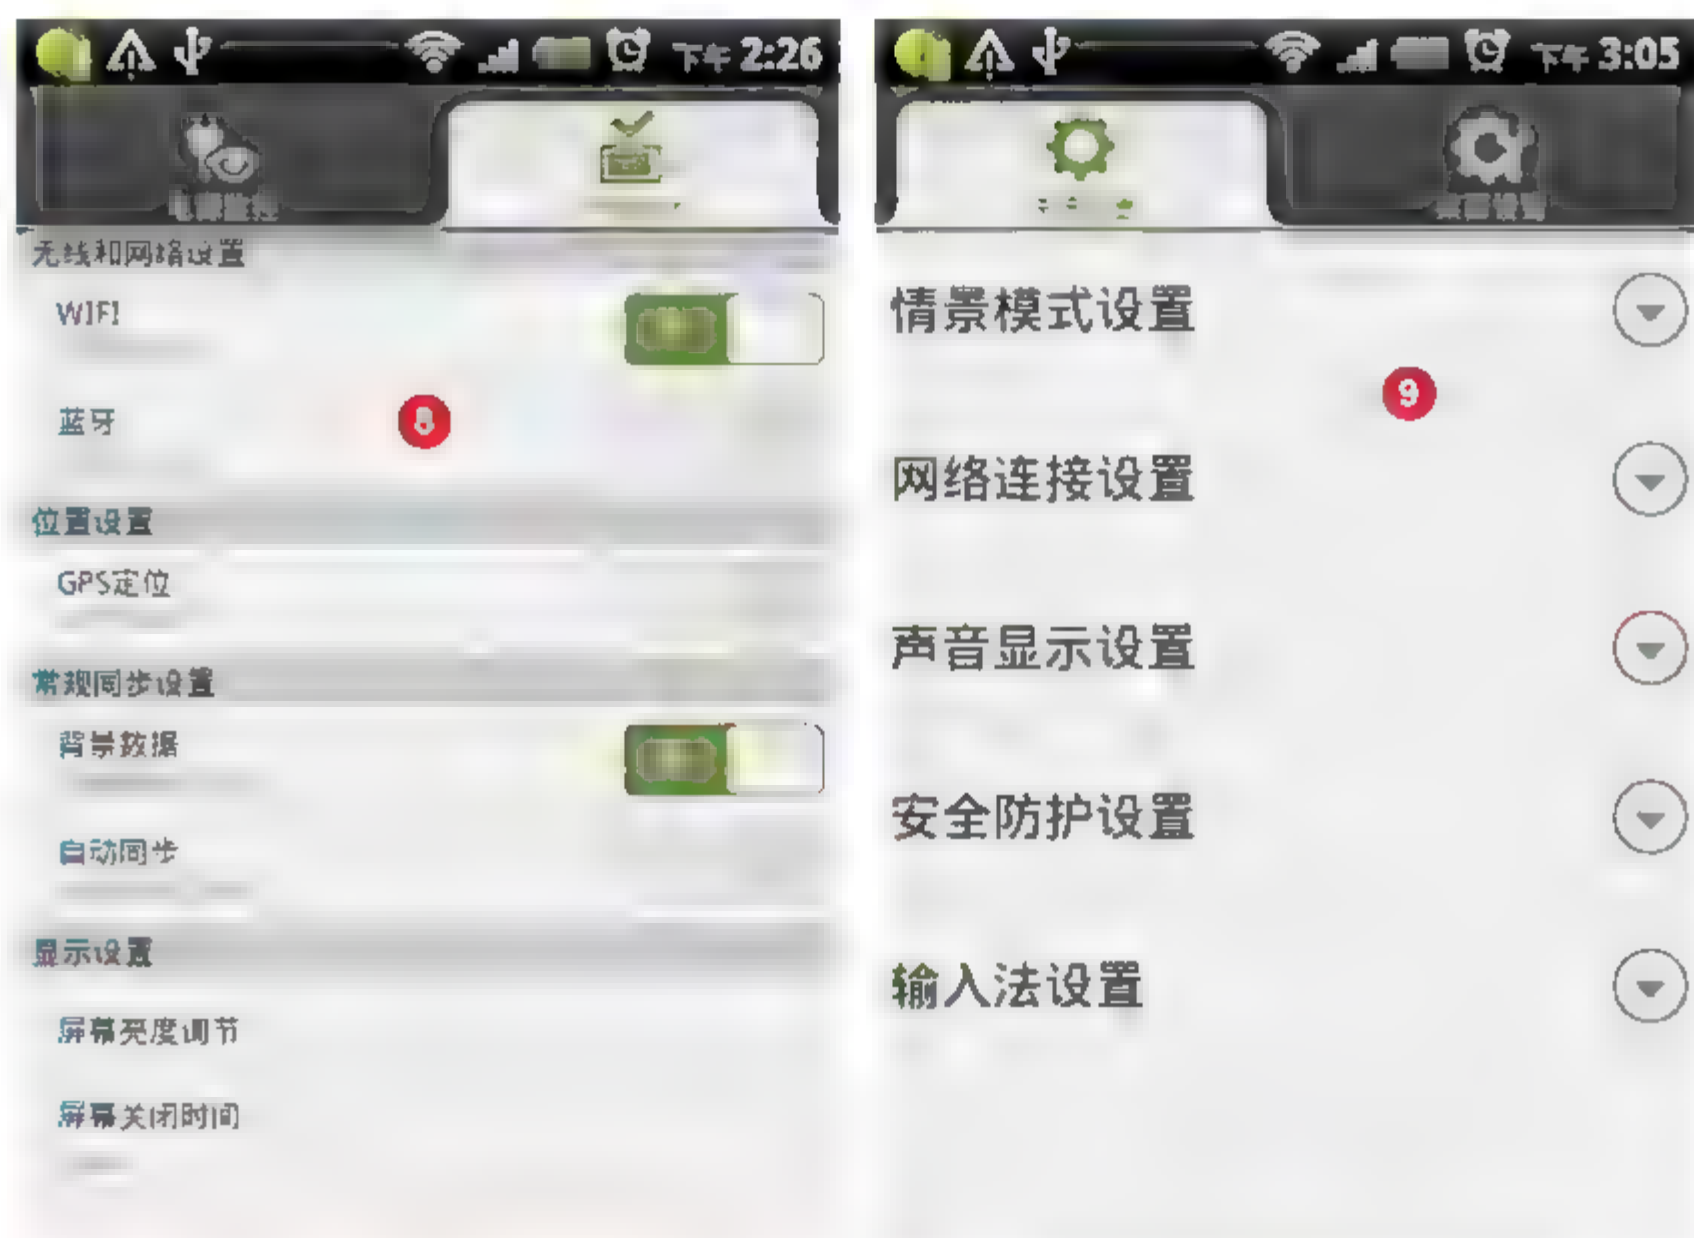 下午 2:26
无线和网络设置
WIFI
蓝牙
8
位置设置
GPS定位
常规同步设置
背景数据
自动同步
显示设置
屏幕亮度调节
屏幕关闭时间
下午 3:05
情景模式设置
9
网络连接设置
声音显示设置
安全防护设置
输入法设置